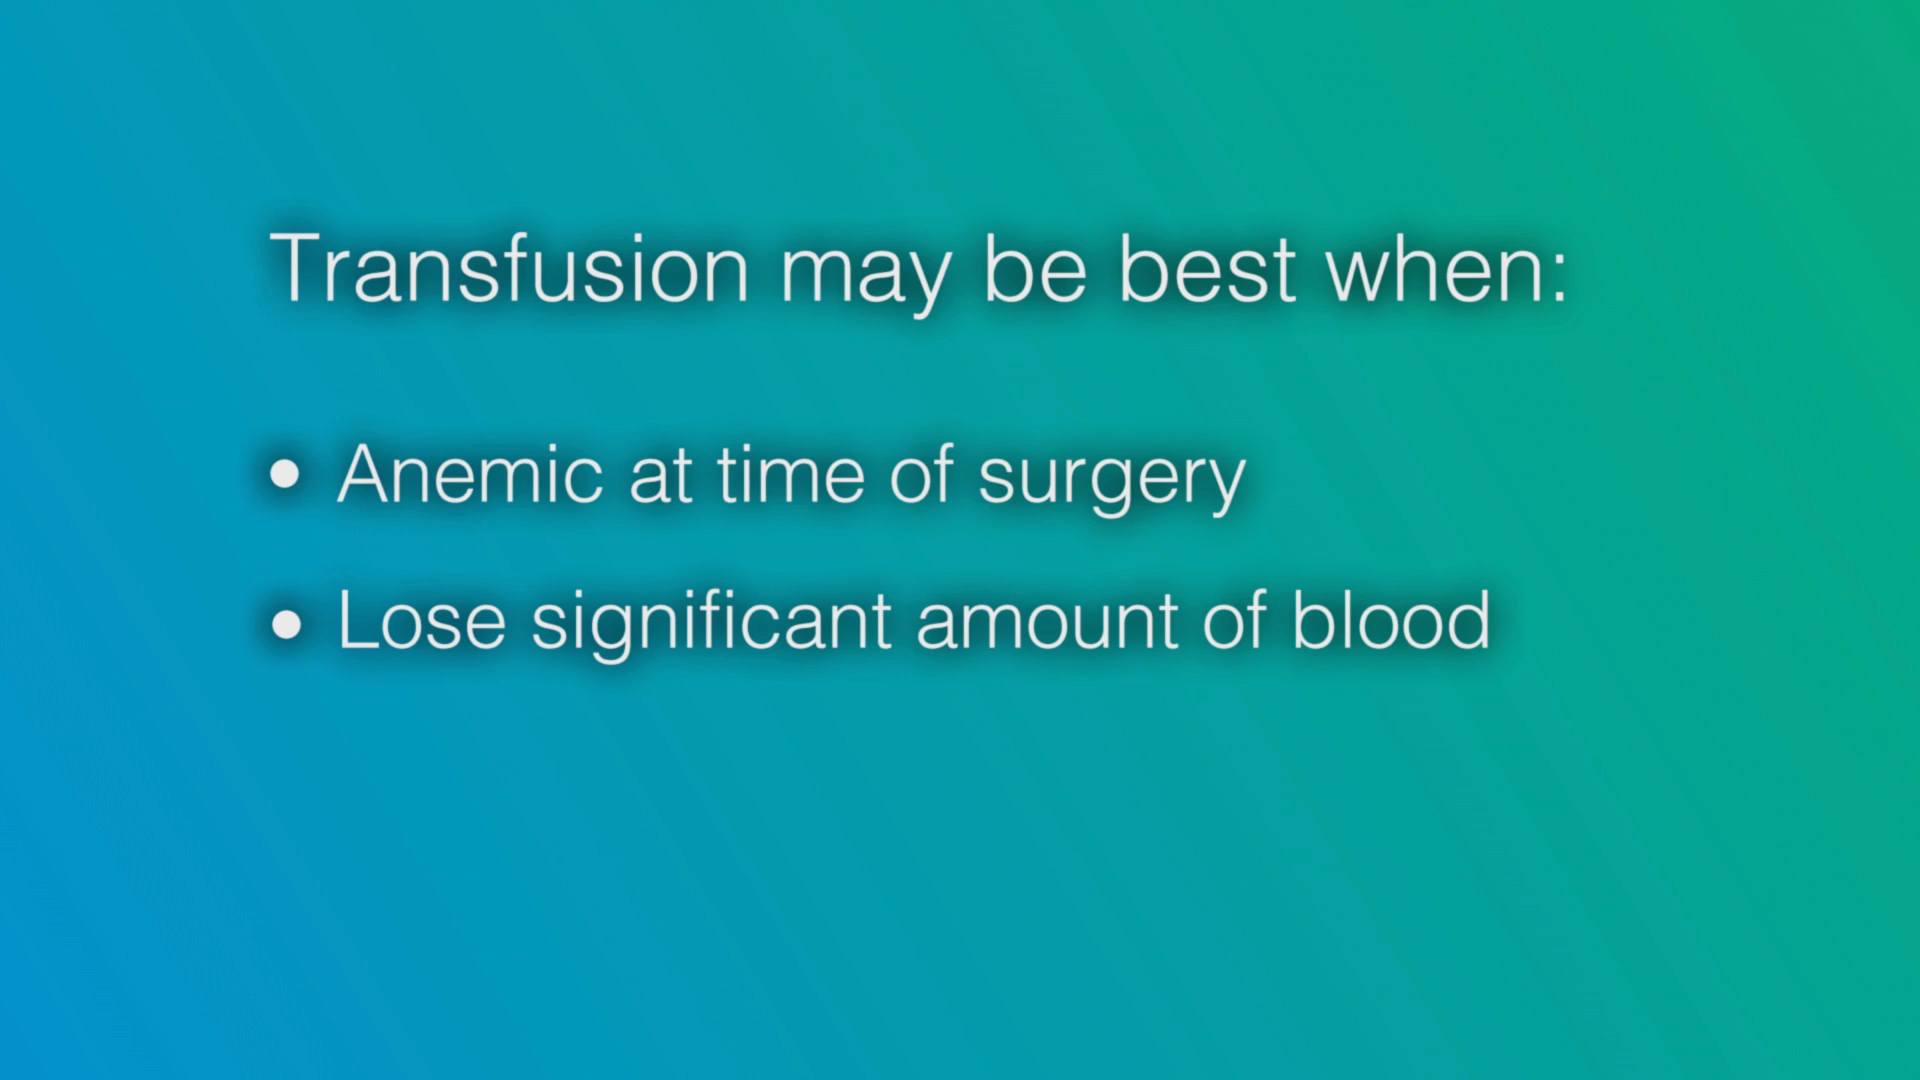 Transfusion may be best when:
• Anemic at time of surgery
• Lose significant amount of blood